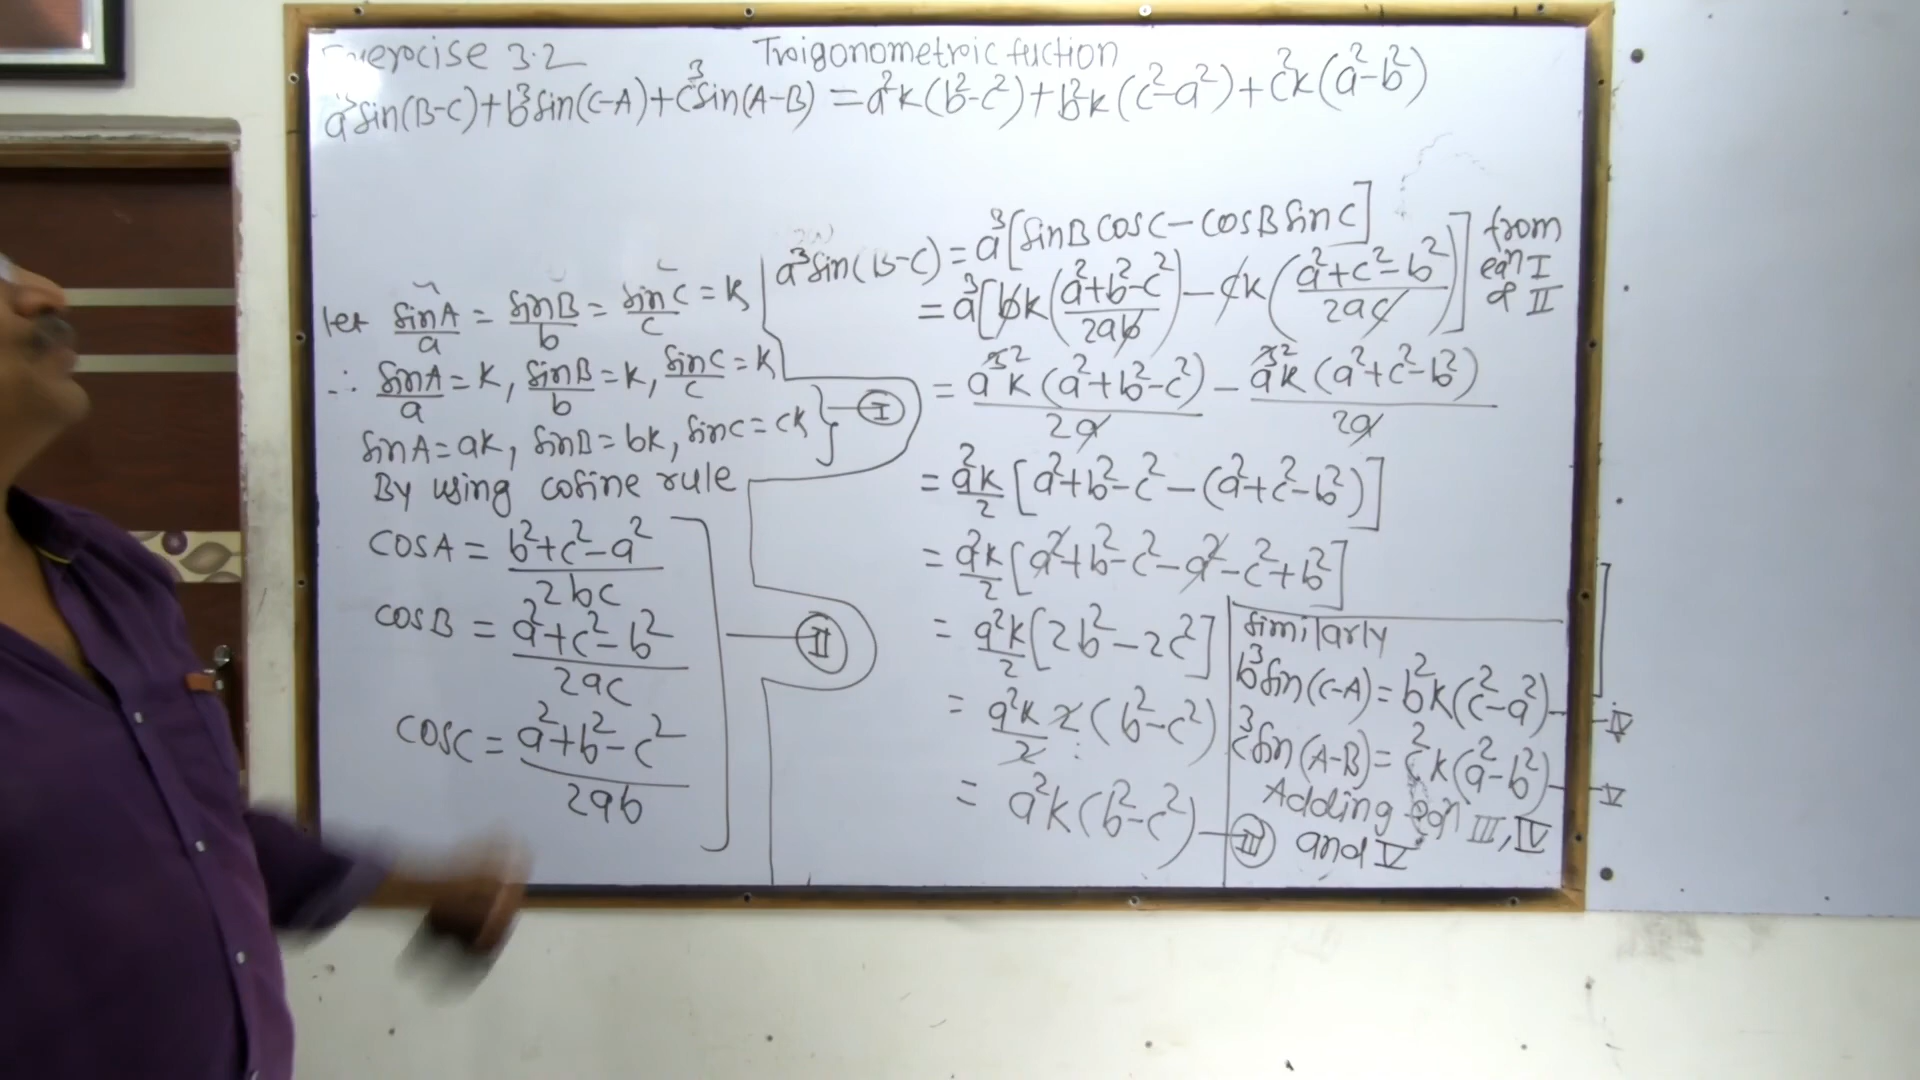 Exercise 3.2 Trigonometric fuction
a³sin(B-C)+b³sin(C-A)+c³sin(A-B) = a²k(b²-c²)+b²k(c²-a²)+c²k(a²-b²)
let sinA/a = sinB/b = sinC/c = k
∴ sinA/a = k, sinB/b = k, sinC/c = k
sinA=ak, sinB=bk, sinC=ck } — I
By using cosine rule
cosA = b²+c²-a² / 2bc
cosB = a²+c²-b² / 2ac
cosC = a²+b²-c² / 2ab
II
a³sin(B-C) = a³[sinB cosC - cosB sinC]
= a³[bk(a²+b²-c² / 2ab) - ck(a²+c²-b² / 2ac)] from eqn I & II
= a³²k(a²+b²-c²) / 2a - a³²k(a²+c²-b²) / 2a
= a²k/2 [a²+b²-c²-(a²+c²-b²)]
= a²k/2 [a²+b²-c²-a²-c²+b²]
= a²k/2 [2b²-2c²]
= a²k/2 2(b²-c²)
= a²k(b²-c²) — III
Similarly
b³sin(C-A) = b²k(c²-a²) — IV
c³sin(A-B) = c²k(a²-b²) — V
Adding eqn III, IV
and V